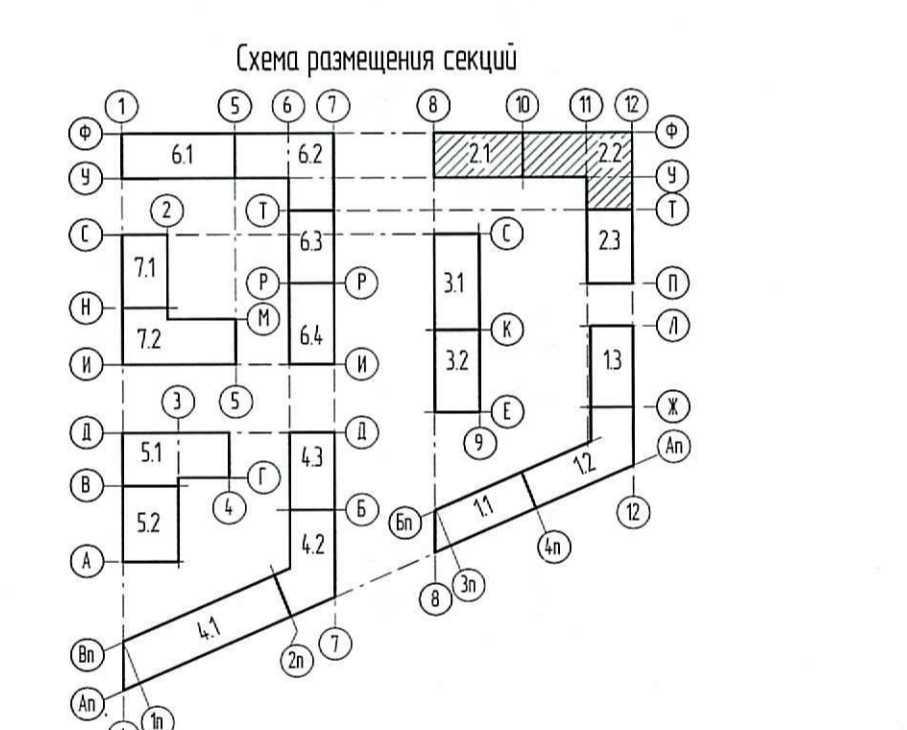 Схема размещения секций
1 5 6 7 8 10 11 12
Ф 6.1 6.2 2.1 2.2 Ф
У У
2 Т Т
С 6.3 С 2.3
7.1 Р Р 3.1 П
Н М К Л
7.2 6.4 1.3
И И 3.2
3 5 Е Ж
Д Д 9
5.1 4.3 Ап
В Г 1.2
4 Б 1.1
5.2 Бп 12
4.2 4п
А 3п
8
4.1 7
Вп 2п
Ап
1п